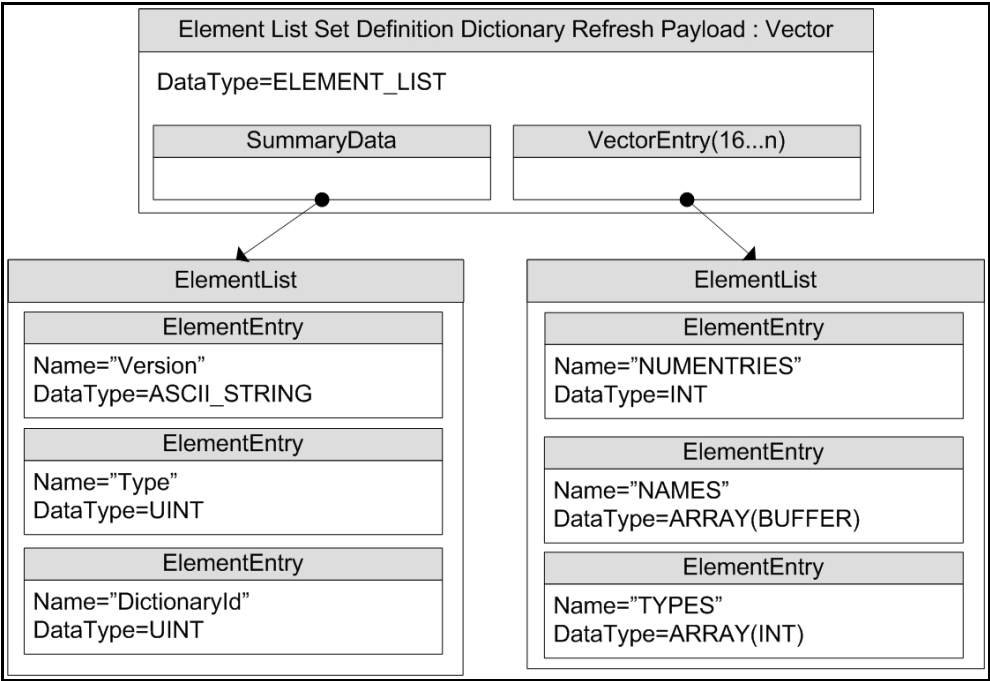 Element List Set Definition Dictionary Refresh Payload : Vector
DataType=ELEMENT_LIST
SummaryData
VectorEntry(16...n)
ElementList
ElementEntry
Name=”Version”
DataType=ASCII_STRING
ElementEntry
Name=”Type”
DataType=UINT
ElementEntry
Name=”DictionaryId”
DataType=UINT
ElementList
ElementEntry
Name=”NUMENTRIES”
DataType=INT
ElementEntry
Name=”NAMES”
DataType=ARRAY(BUFFER)
ElementEntry
Name=”TYPES”
DataType=ARRAY(INT)